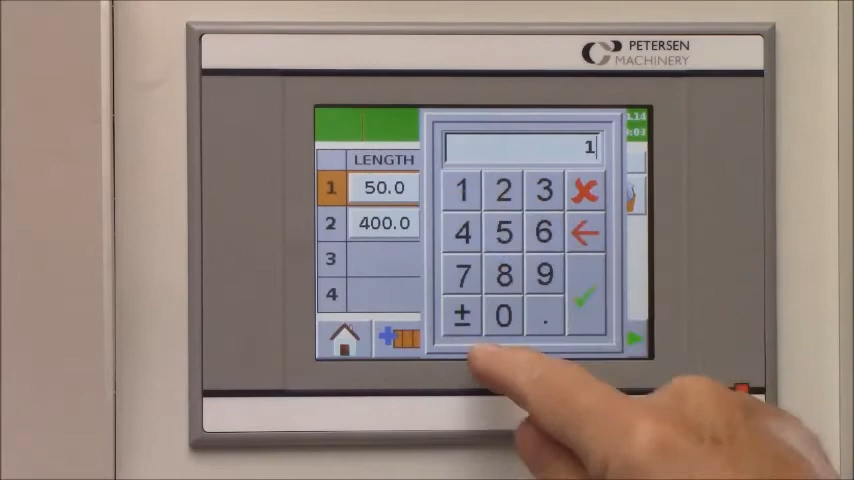 PETERSEN
MACHINERY
1
LENGTH
1 50.0
2 400.0
3
4
1 2 3
4 5 6
7 8 9
± 0 .